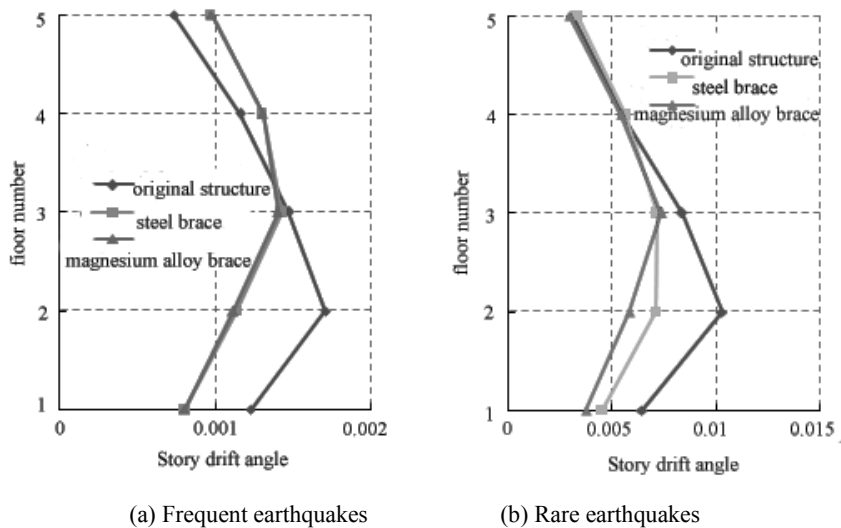 5
4
3
2
1
0
0.001
0.002
fioor number
Story drift angle
original structure
steel brace
magnesium alloy brace
(a) Frequent earthquakes
5
4
3
2
1
0
0.005
0.01
0.015
floor number
Story drift angle
original structure
steel brace
magnesium alloy brace
(b) Rare earthquakes